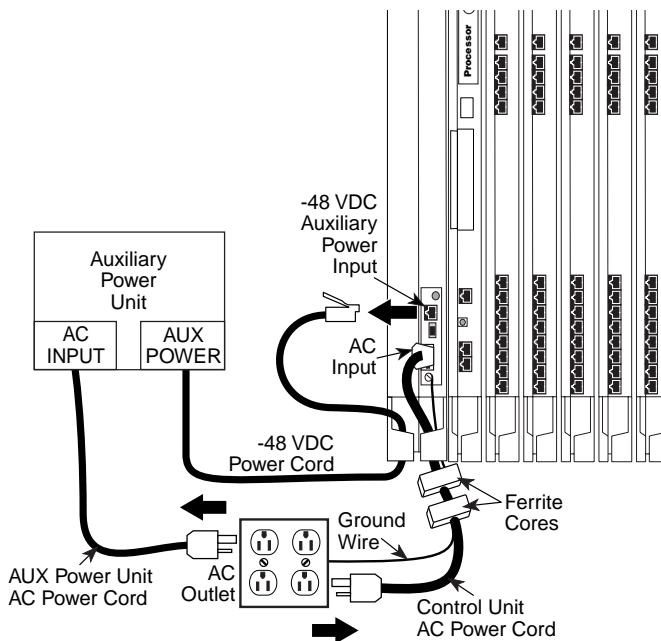 Processor
-48 VDC
Auxiliary
Power
Input
Auxiliary
Power
Unit
AC
INPUT
AUX
POWER
AC
Input
-48 VDC
Power Cord
Ferrite
Cores
Ground
Wire
AUX Power Unit
AC Power Cord
AC
Outlet
Control Unit
AC Power Cord